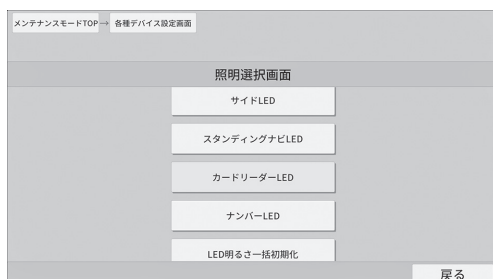 メンテナンスモードTOP→ 各種デバイス設定画面
照明選択画面
サイドLED
スタンディングナビLED
カードリーダーLED
ナンバーLED
LED明るさ一括初期化
戻る